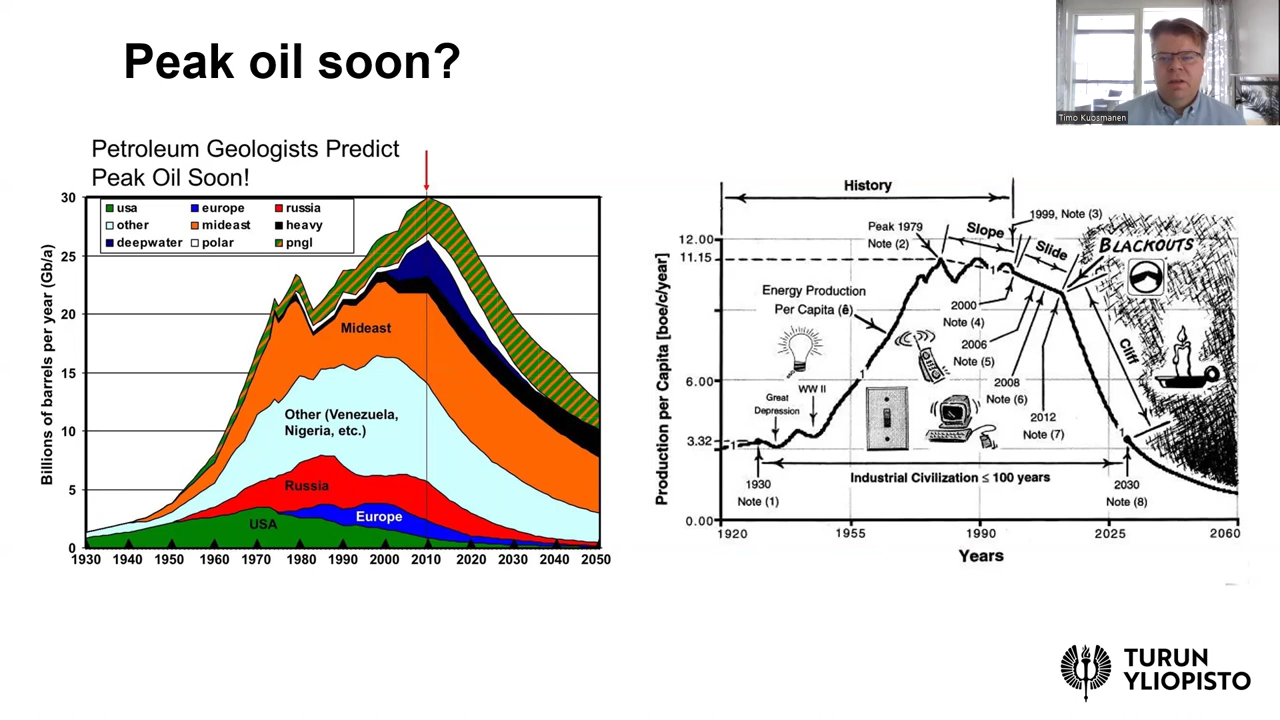 Peak oil soon?
Timo Kuosmanen
Petroleum Geologists Predict
Peak Oil Soon!
Billions of barrels per year (Gb/a)
30
25
20
15
10
5
0
usa
europe
russia
other
mideast
heavy
deepwater
polar
pngl
Mideast
Other (Venezuela,
Nigeria, etc.)
Russia
USA
Europe
1930 1940 1950 1960 1970 1980 1990 2000 2010 2020 2030 2040 2050
Production per Capita [boe/c/year]
12.00
11.15
6.00
3.32
0.00
History
Peak 1979
Note (2)
Slope
1999, Note (3)
Slide
BLACKOUTS
Energy Production
Per Capita (ê)
1
2000
Note (4)
2006
Note (5)
2008
Note (6)
2012
Note (7)
Cliff
WW II
Great
Depression
1
1
1
Industrial Civilization ≤ 100 years
1930
Note (1)
2030
Note (8)
1920 1955 1990 2025 2060
Years
TURUN
YLIOPISTO